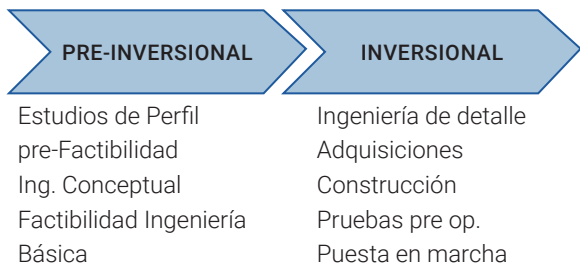 PRE-INVERSIONAL
INVERSIONAL
Estudios de Perfil
pre-Factibilidad
Ing. Conceptual
Factibilidad Ingeniería
Básica
Ingeniería de detalle
Adquisiciones
Construcción
Pruebas pre op.
Puesta en marcha